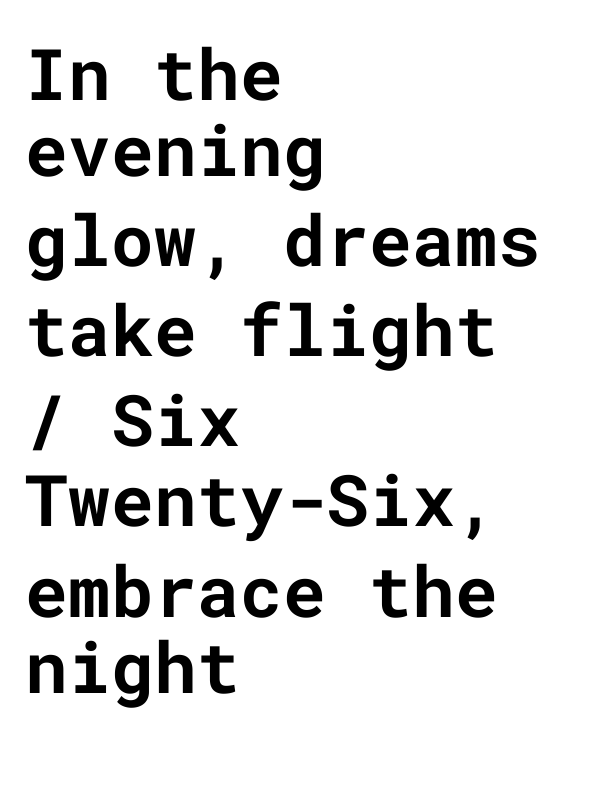 In the
evening
glow, dreams
take flight
/ Six
Twenty-Six,
embrace the
night